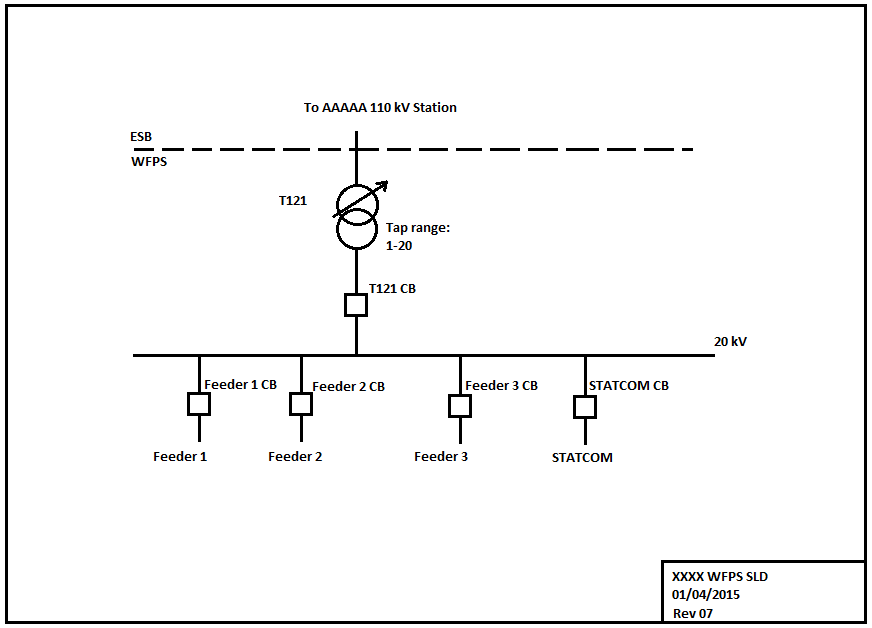 To AAAAA 110 kV Station
ESB
WFPS
T121
Tap range:
1-20
T121 CB
20 kV
Feeder 1 CB
Feeder 2 CB
Feeder 3 CB
STATCOM CB
Feeder 1
Feeder 2
Feeder 3
STATCOM
XXXX WFPS SLD
01/04/2015
Rev 07